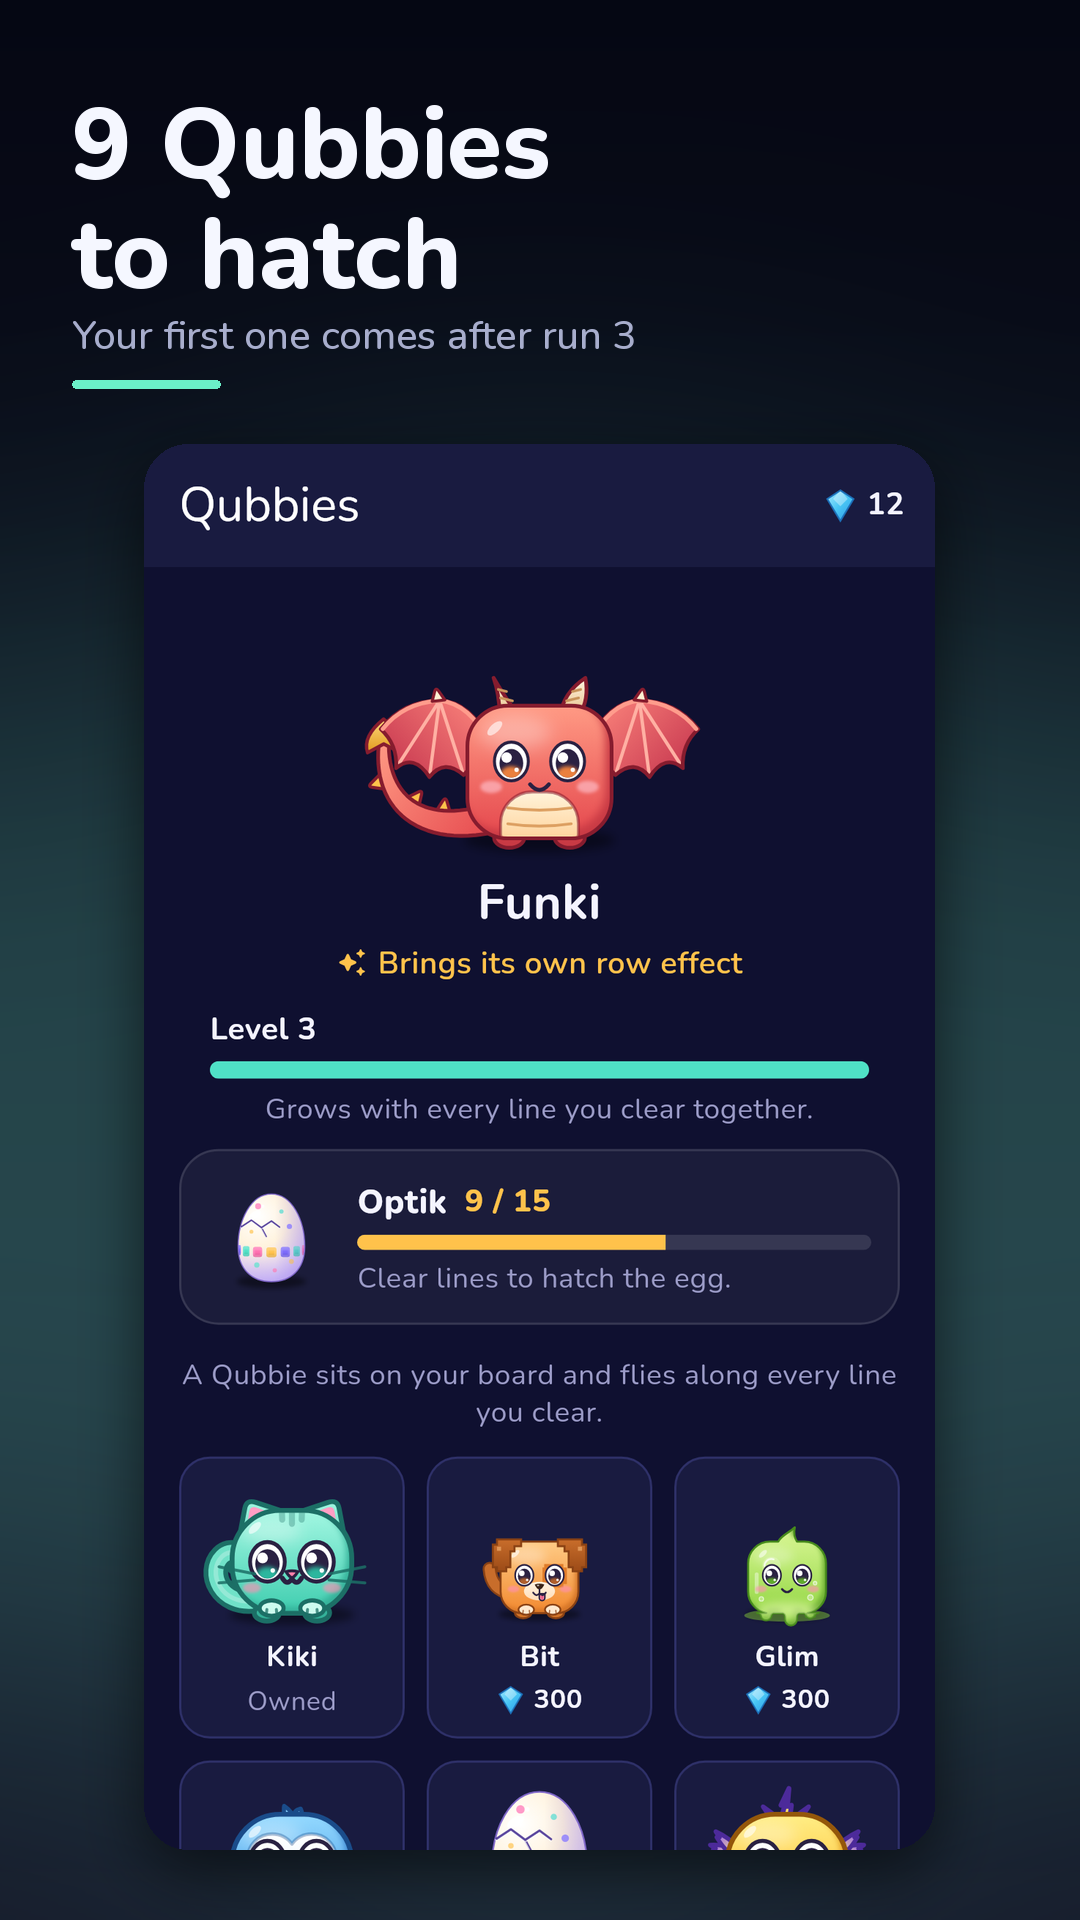 9 Qubbies
to hatch
Your first one comes after run 3
Qubbies
12
Funki
Brings its own row effect
Level 3
Grows with every line you clear together.
Optik 9 / 15
Clear lines to hatch the egg.
A Qubbie sits on your board and flies along every line
you clear.
Kiki
Owned
Bit
300
Glim
300